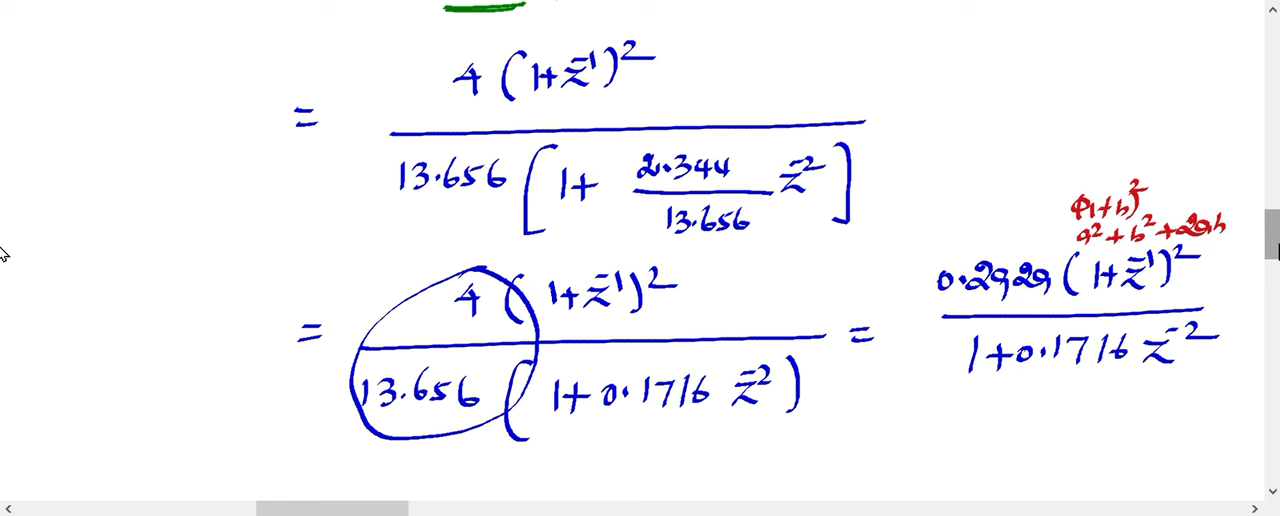 4 (1+z̄¹)²
=
13.656 [ 1 + 2.344 / 13.656 z̄² ]
(a+b)²
a² + b² + 2ab
= 4 ( 1+z̄¹)² / 13.656 ( 1+0.1716 z̄² ) = 0.2929 (1+z̄¹)² / 1+0.1716 z̄²